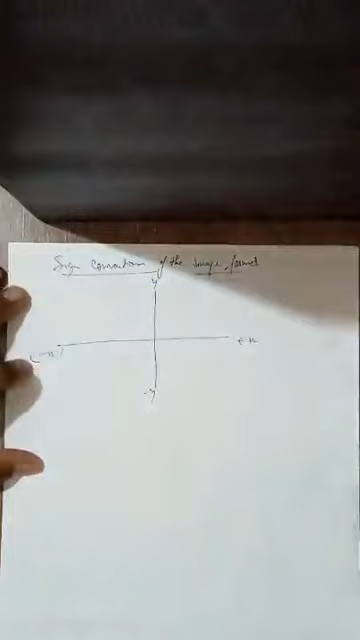 Sign convention of the image formed
y
(-x)
+x
-y